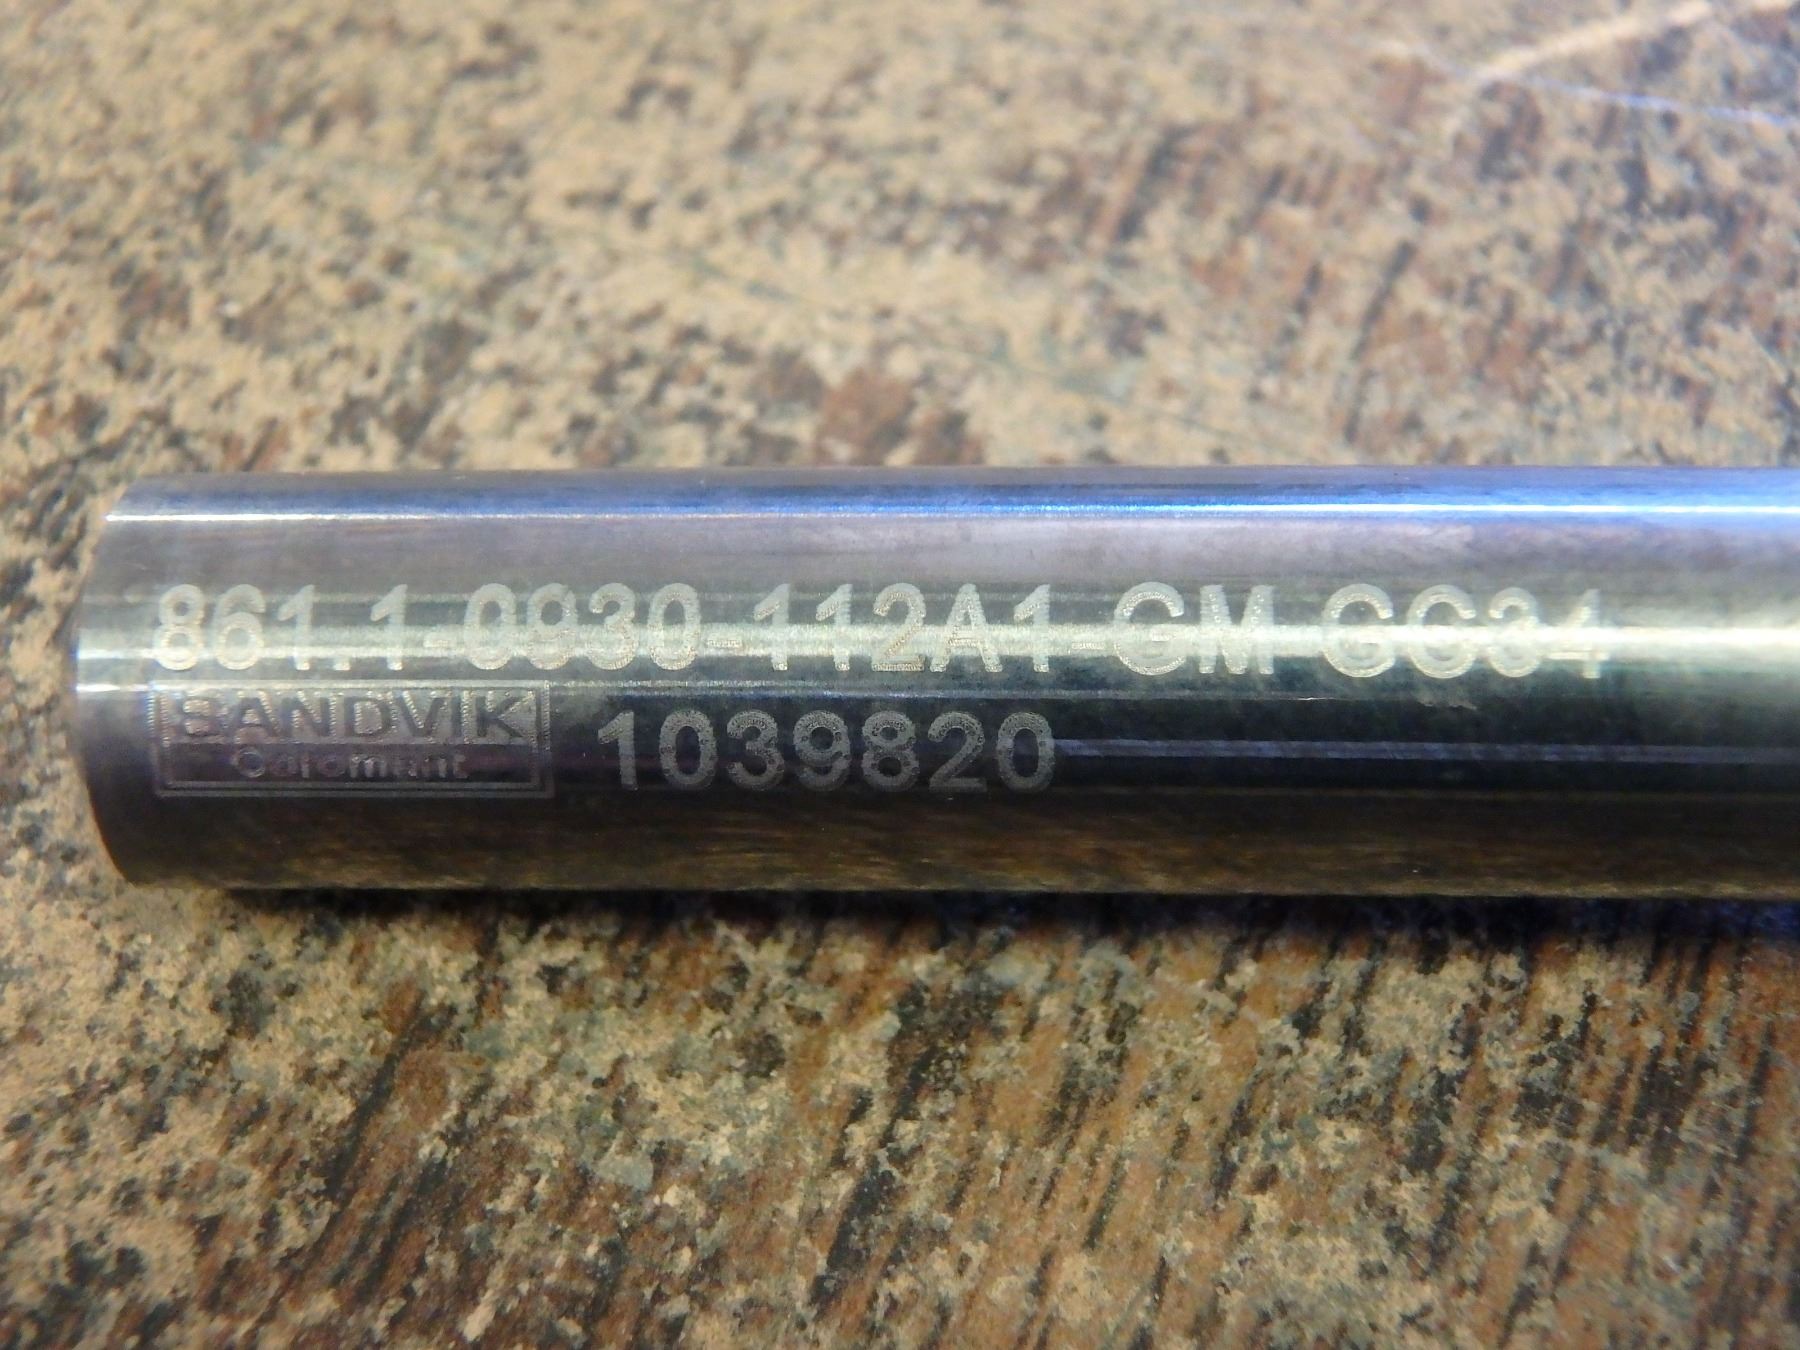 861.1-0930-112A1-GM GC34
SANDVIK
Coromant
1039820